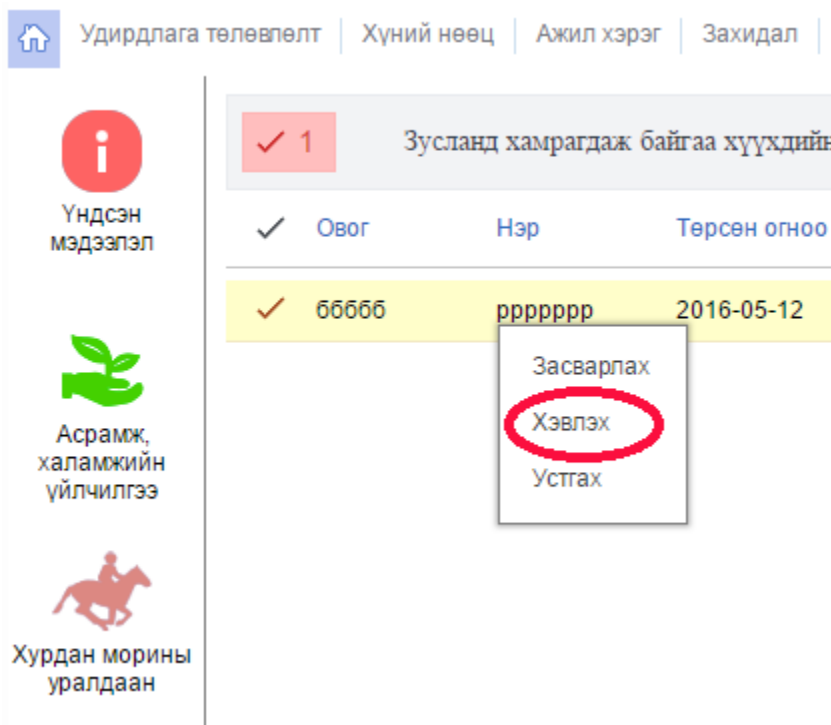 Удирдлага төлөвлөлт Хүний нөөц Ажил хэрэг Захидал
1 Зусланд хамрагдаж байгаа хүүхдийн
Үндсэн
мэдээлэл
Овог Нэр Төрсөн огноо
ббббб ррррррр 2016-05-12
Засварлах
Хэвлэх
Устгах
Асрамж,
халамжийн
үйлчилгээ
Хурдан морины
уралдаан